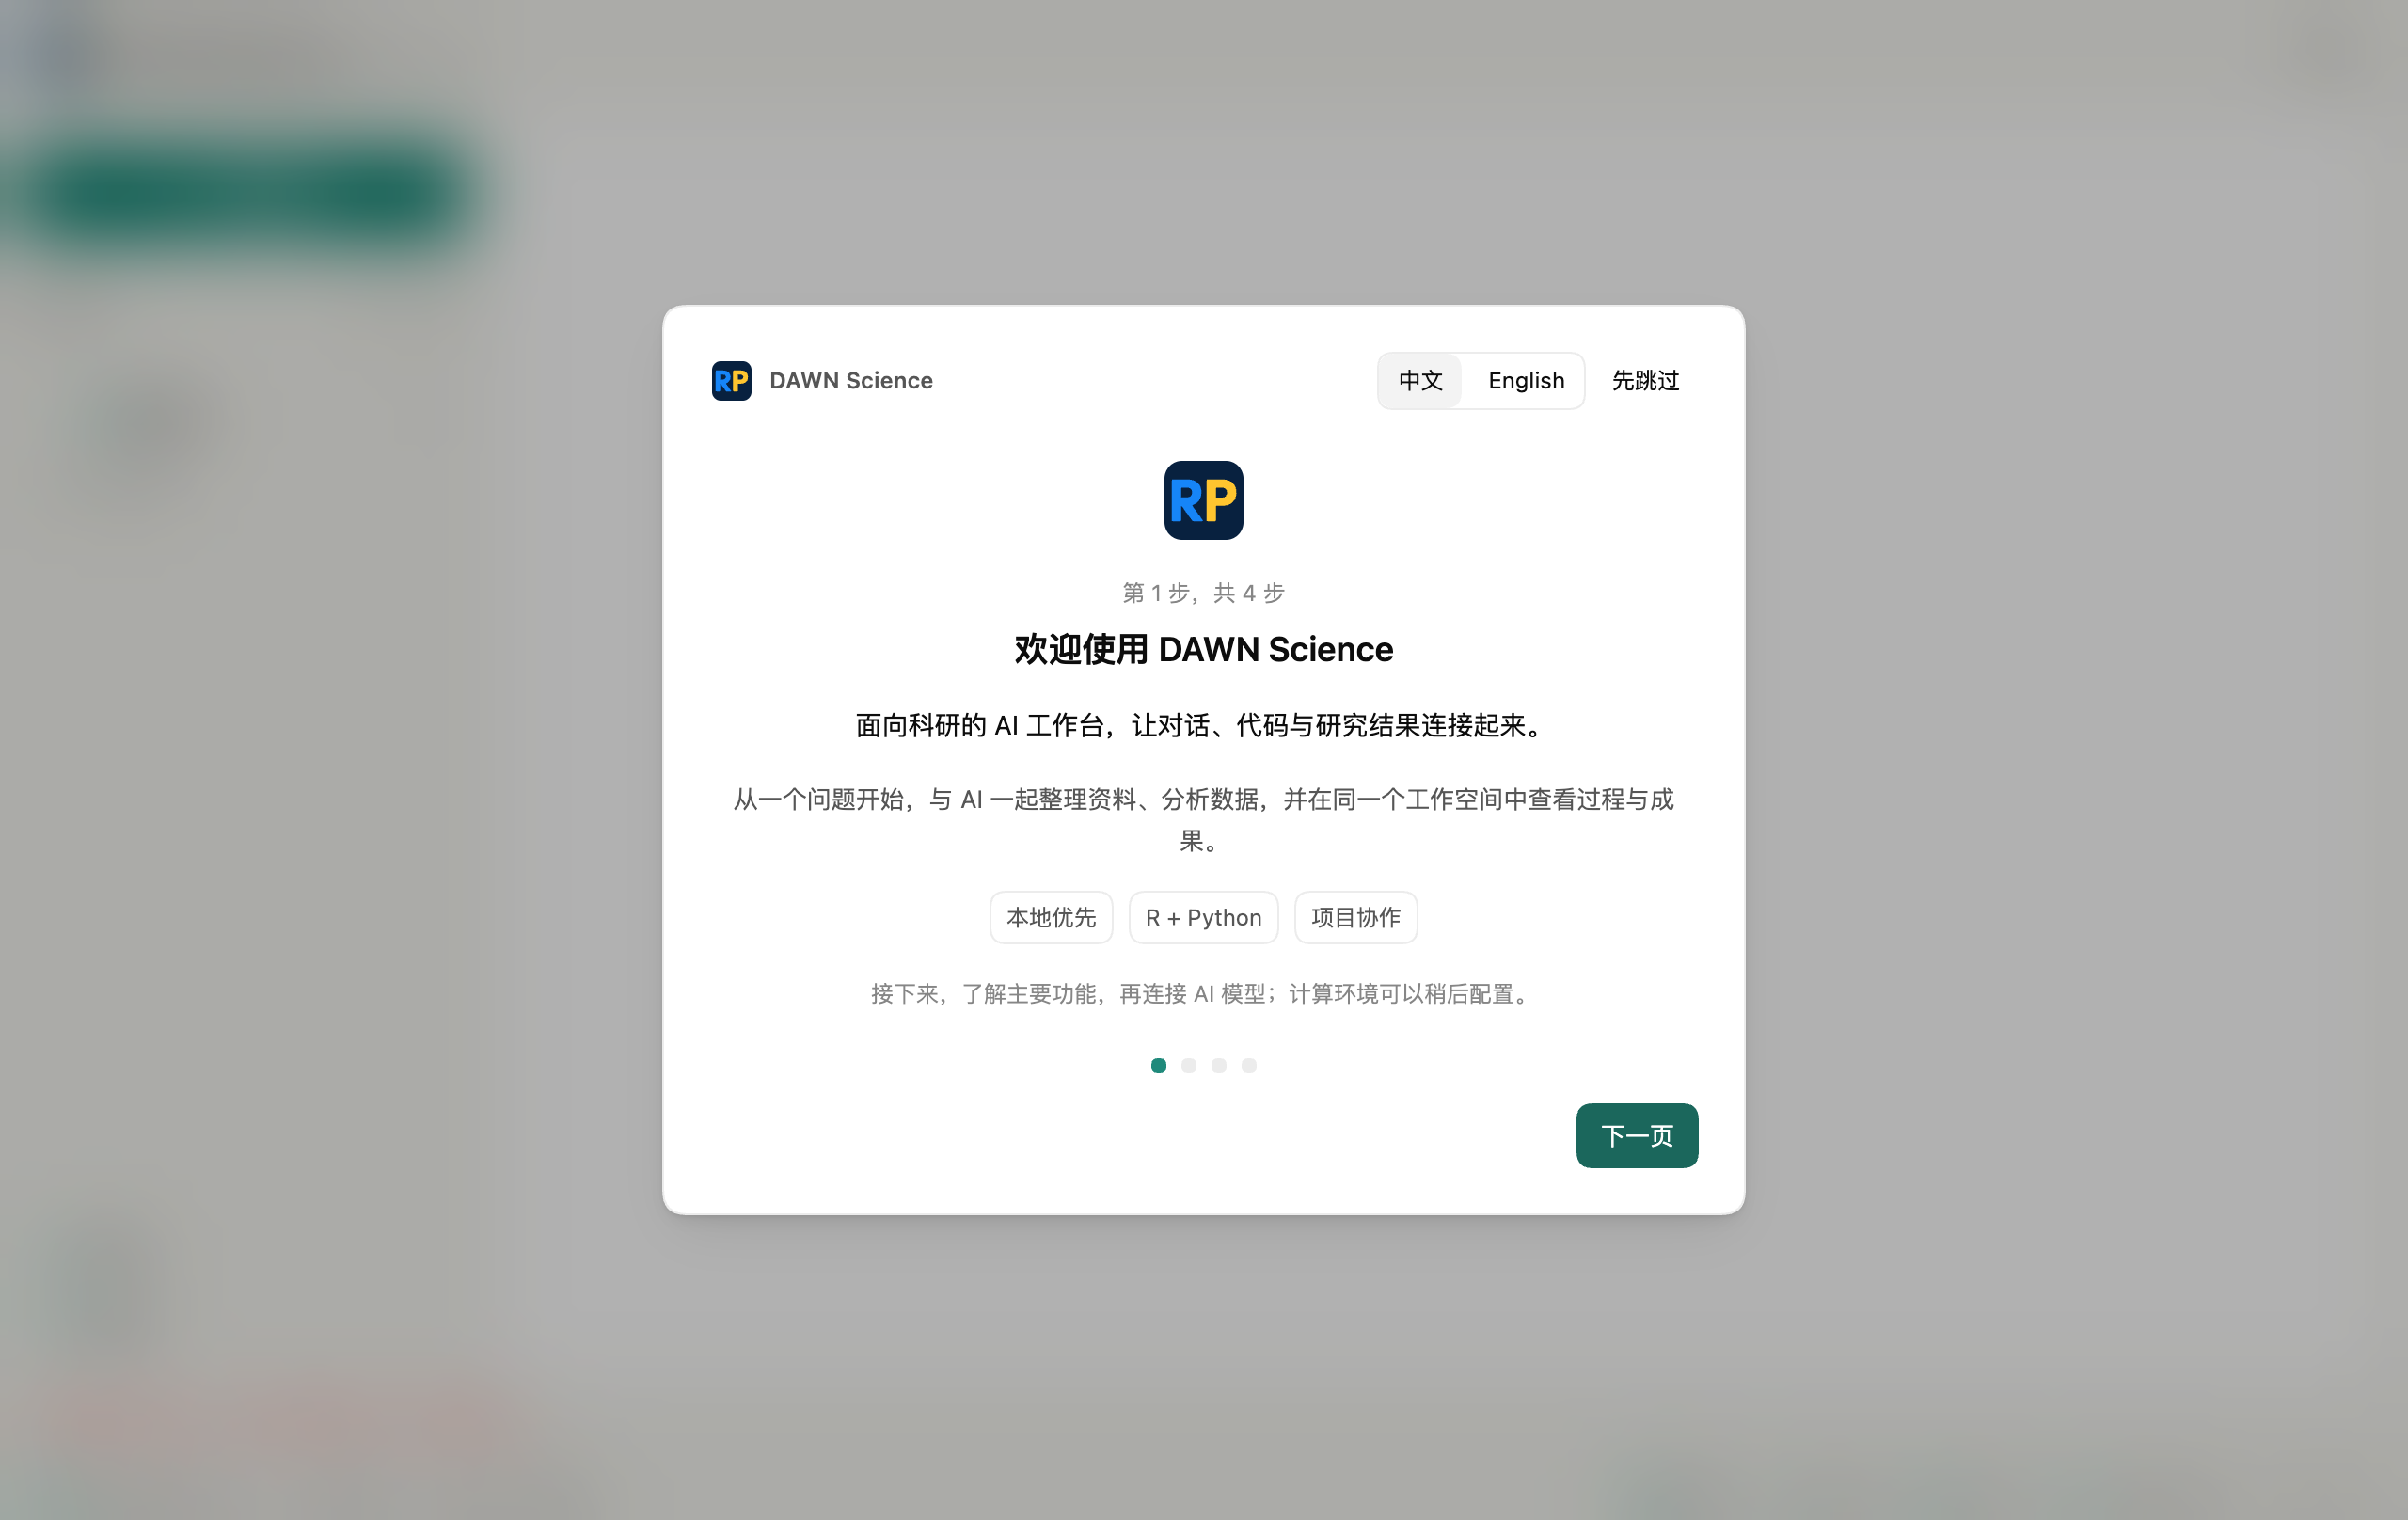 RP DAWN Science 中文 English 先跳过
RP
第 1 步，共 4 步
欢迎使用 DAWN Science
面向科研的 AI 工作台，让对话、代码与研究结果连接起来。
从一个问题开始，与 AI 一起整理资料、分析数据，并在同一个工作空间中查看过程与成
果。
本地优先 R + Python 项目协作
接下来，了解主要功能，再连接 AI 模型；计算环境可以稍后配置。
下一页